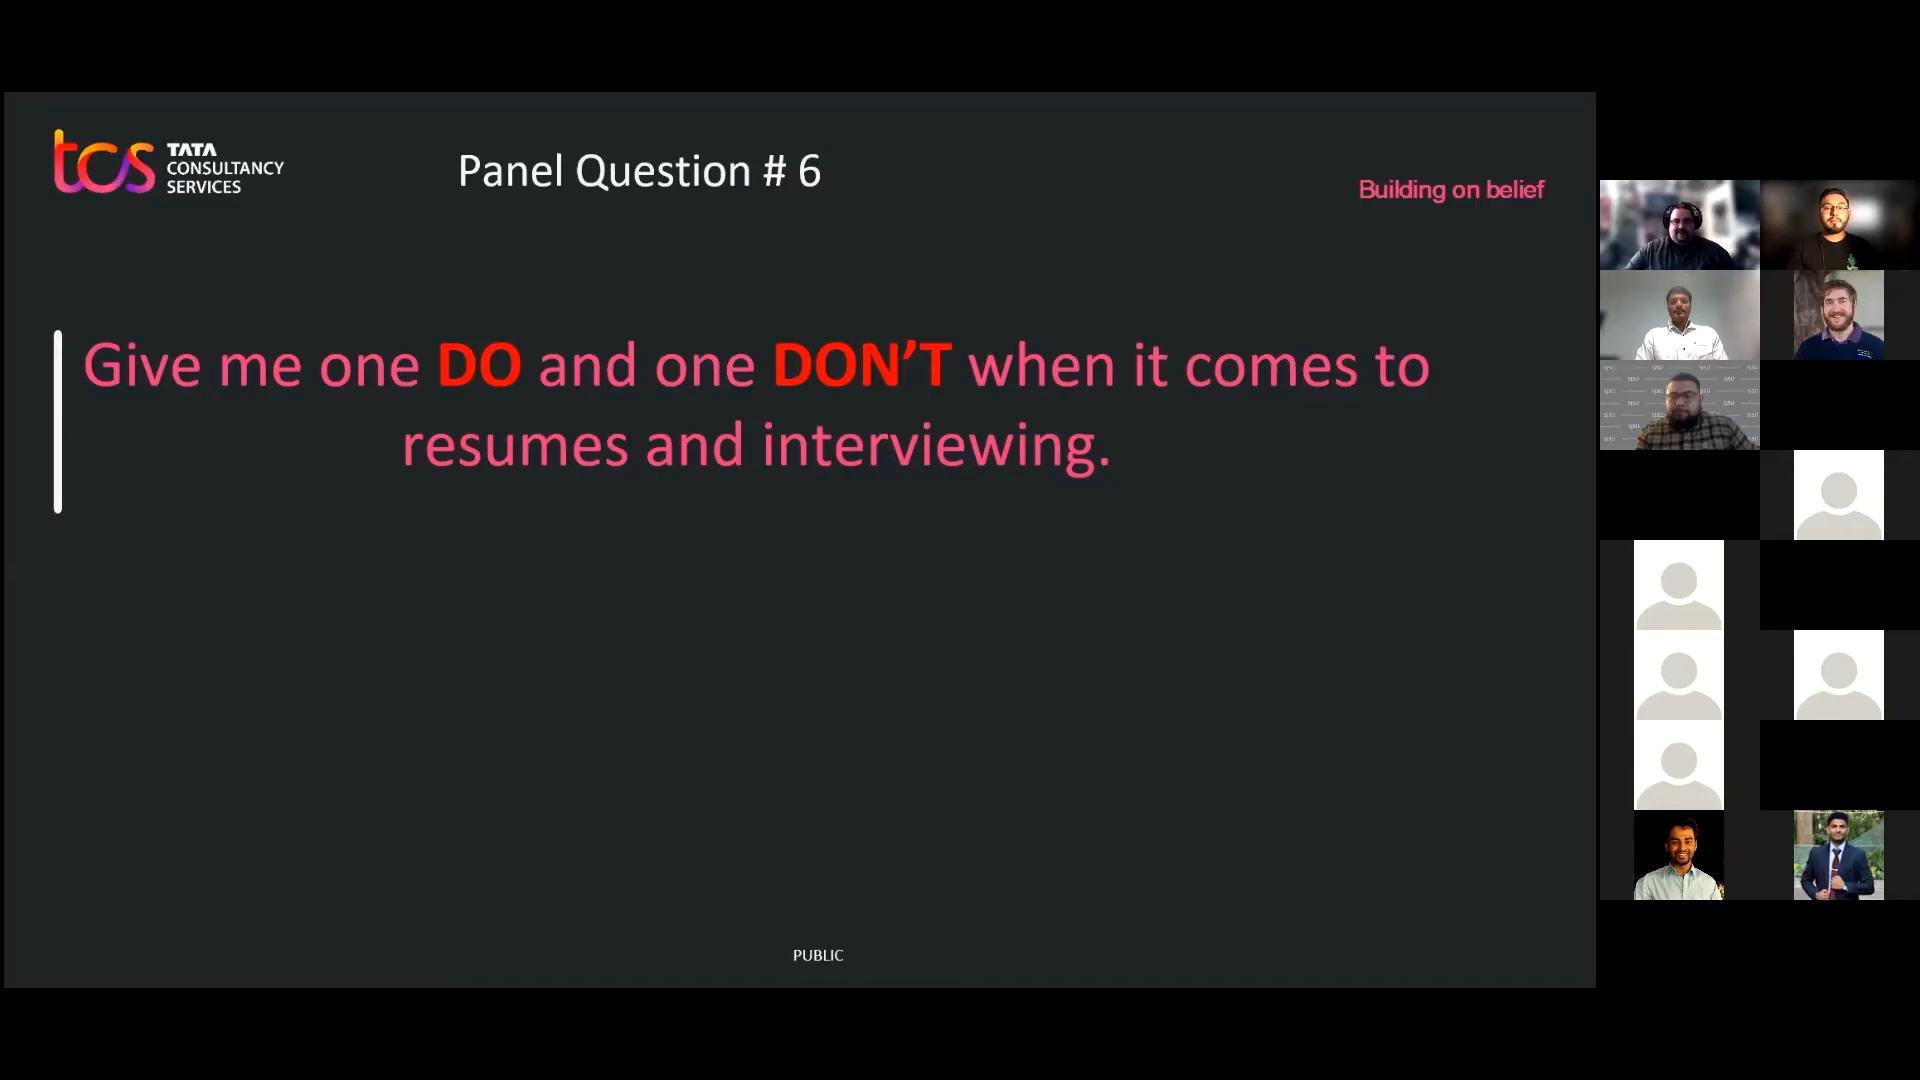 tcs
TATA
CONSULTANCY
SERVICES
Panel Question # 6
Building on belief
Give me one DO and one DON’T when it comes to
resumes and interviewing.
PUBLIC
SJSU